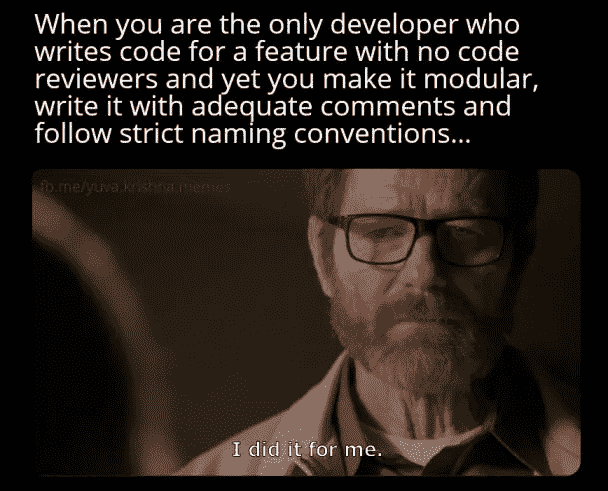 When you are the only developer who
writes code for a feature with no code
reviewers and yet you make it modular,
write it with adequate comments and
follow strict naming conventions...
fb.me/yuva.krishna.memes
I did it for me.